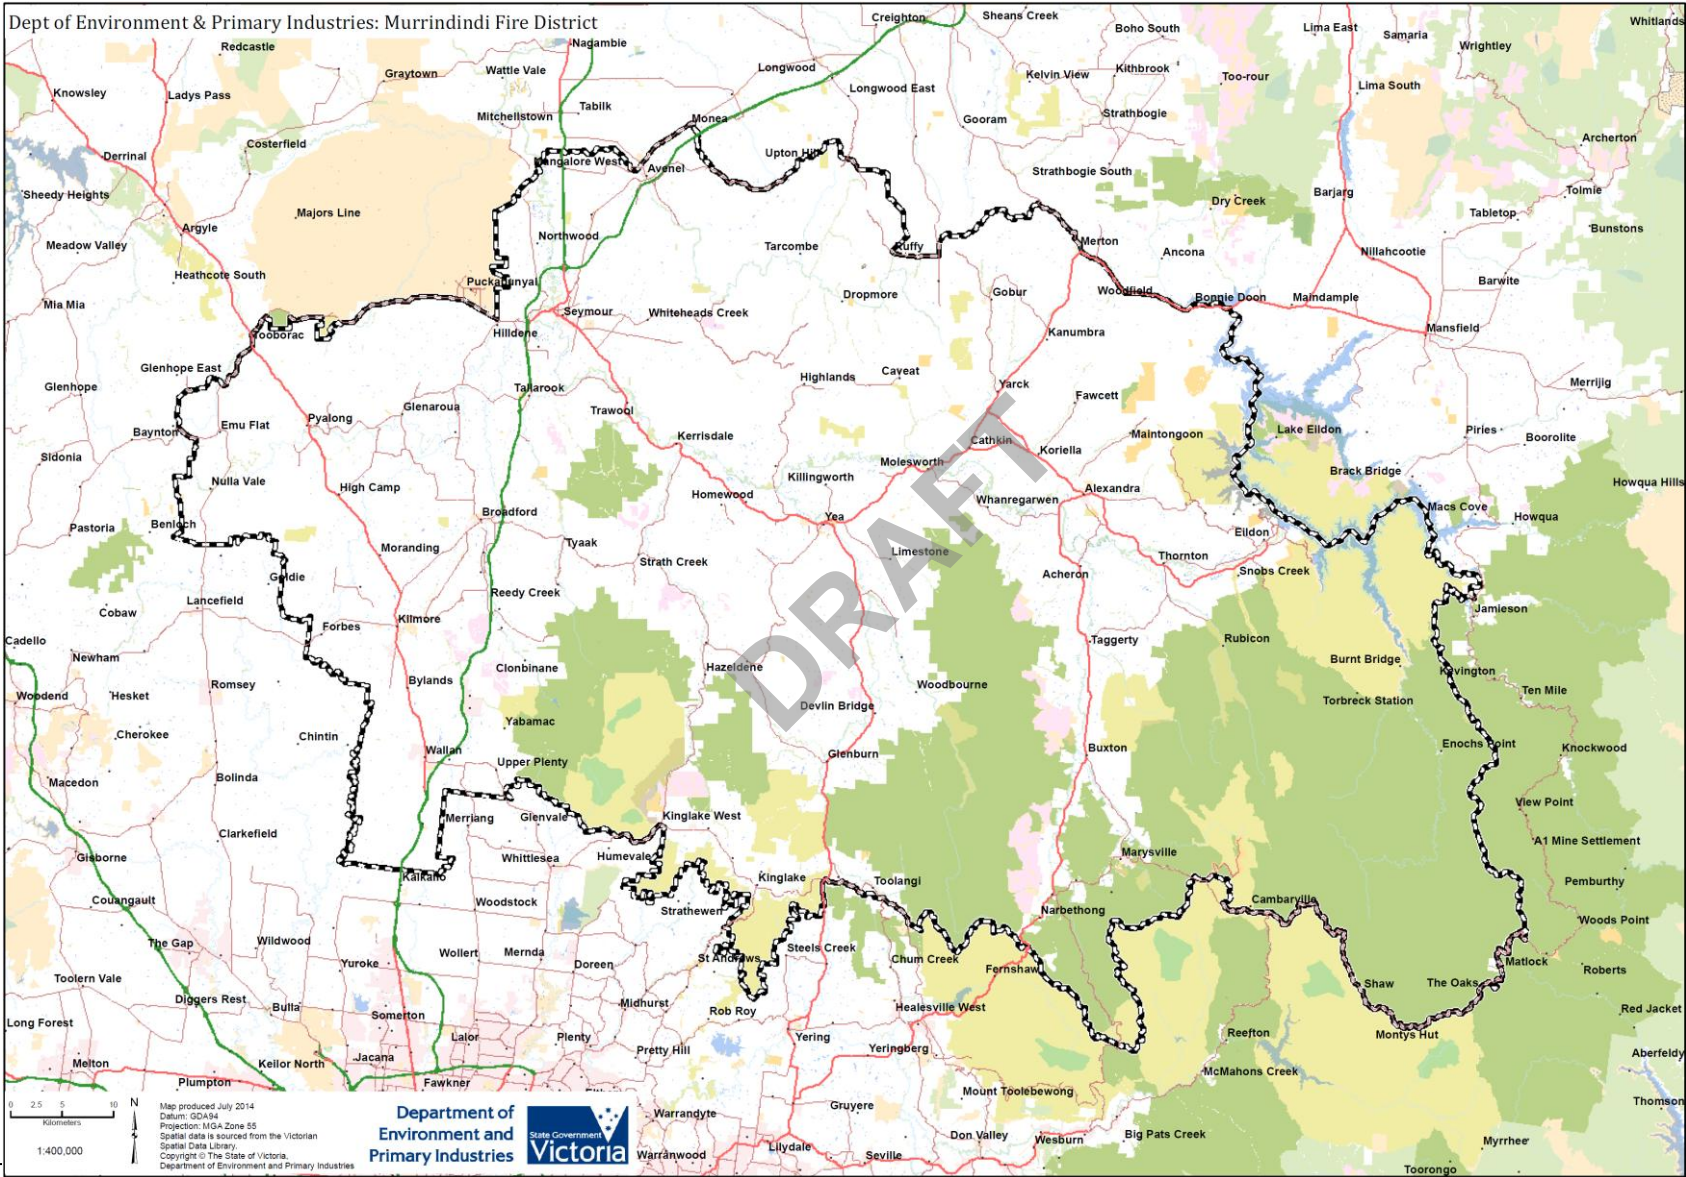 Dept of Environment & Primary Industries: Murrindindi Fire District
Creighton
Sheans Creek
Boho South
Lima East
Samaria
Whitlands
Wrightley
Redcastle
Nagambie
Graytown
Wattle Vale
Longwood
Kelvin View
Kithbrook
Too-rour
Lima South
Knowsley
Ladys Pass
Tabilk
Longwood East
Mitchellstown
Monea
Gooram
Strathbogie
Costerfield
Archerton
Derrinal
Mangalore West
Avenel
Strathbogie South
Sheedy Heights
Barjarg
Tolmie
Majors Line
Dry Creek
Tabletop
Argyle
Northwood
Bunstons
Meadow Valley
Tarcombe
Ruffy
Merton
Ancona
Nillahcootie
Heathcote South
Puckapunyal
Barwite
Mia Mia
Dropmore
Gobur
Woodfield
Bonnie Doon
Maindample
Seymour
Whiteheads Creek
Tooborac
Hilldene
Kanumbra
Mansfield
Glenhope East
Highlands
Caveat
Glenhope
Tallarook
Yarck
Merrijig
Glenaroua
Trawool
Fawcett
Pyalong
Emu Flat
Baynton
Kerrisdale
Cathkin
Maintongoon
Lake Eildon
Piries
Boorolite
Sidonia
Koriella
Molesworth
Brack Bridge
Nulla Vale
High Camp
Killingworth
Howqua Hills
Homewood
Whanregarwen
Alexandra
Macs Cove
Howqua
Pastoria
Benloch
Broadford
Yea
Eildon
Moranding
Tyaak
Limestone
Thornton
Strath Creek
Acheron
Snobs Creek
Goldie
Reedy Creek
Lancefield
Cobaw
Jamieson
Forbes
Kilmore
Cadello
Taggerty
Rubicon
Newham
Clonbinane
Hazeldene
Burnt Bridge
Kevington
Woodend
Hesket
Romsey
Bylands
Woodbourne
Ten Mile
Torbreck Station
DRAFT
Devlin Bridge
Yabamac
Cherokee
Chintin
Wallan
Glenburn
Buxton
Enochs Point
Knockwood
Upper Plenty
Macedon
Bolinda
View Point
Merriang
Glenvale
Kinglake West
Clarkefield
A1 Mine Settlement
Gisborne
Whittlesea
Humevale
Marysville
Kalkallo
Kinglake
Toolangi
Pemburthy
Couangault
Woodstock
Strathewen
Narbethong
Cambarville
Woods Point
The Gap
Wildwood
Wollert
Mernda
Steels Creek
Yuroke
Doreen
St Andrews
Chum Creek
Fernshaw
Matlock
Roberts
Toolern Vale
Shaw
The Oaks
Diggers Rest
Bulla
Midhurst
Rob Roy
Healesville West
Red Jacket
Long Forest
Somerton
Lalor
Plenty
Yering
Reefton
Montys Hut
Pretty Hill
Yeringberg
Aberfeldy
Melton
Keilor North
Jacana
McMahons Creek
Plumpton
Fawkner
Mount Toolebewong
Thomson
Warrandyte
Gruyere
Don Valley
Wesburn
Big Pats Creek
Myrrhee
Warranwood
Lilydale
Seville
Toorongo
0 2.5 5 10
Kilometers
1:400,000
N
Map produced July 2014
Datum: GDA94
Projection: MGA Zone 55
Spatial data is sourced from the Victorian
Spatial Data Library.
Copyright © The State of Victoria,
Department of Environment and Primary Industries
Department of
Environment and
Primary Industries
State Government
Victoria